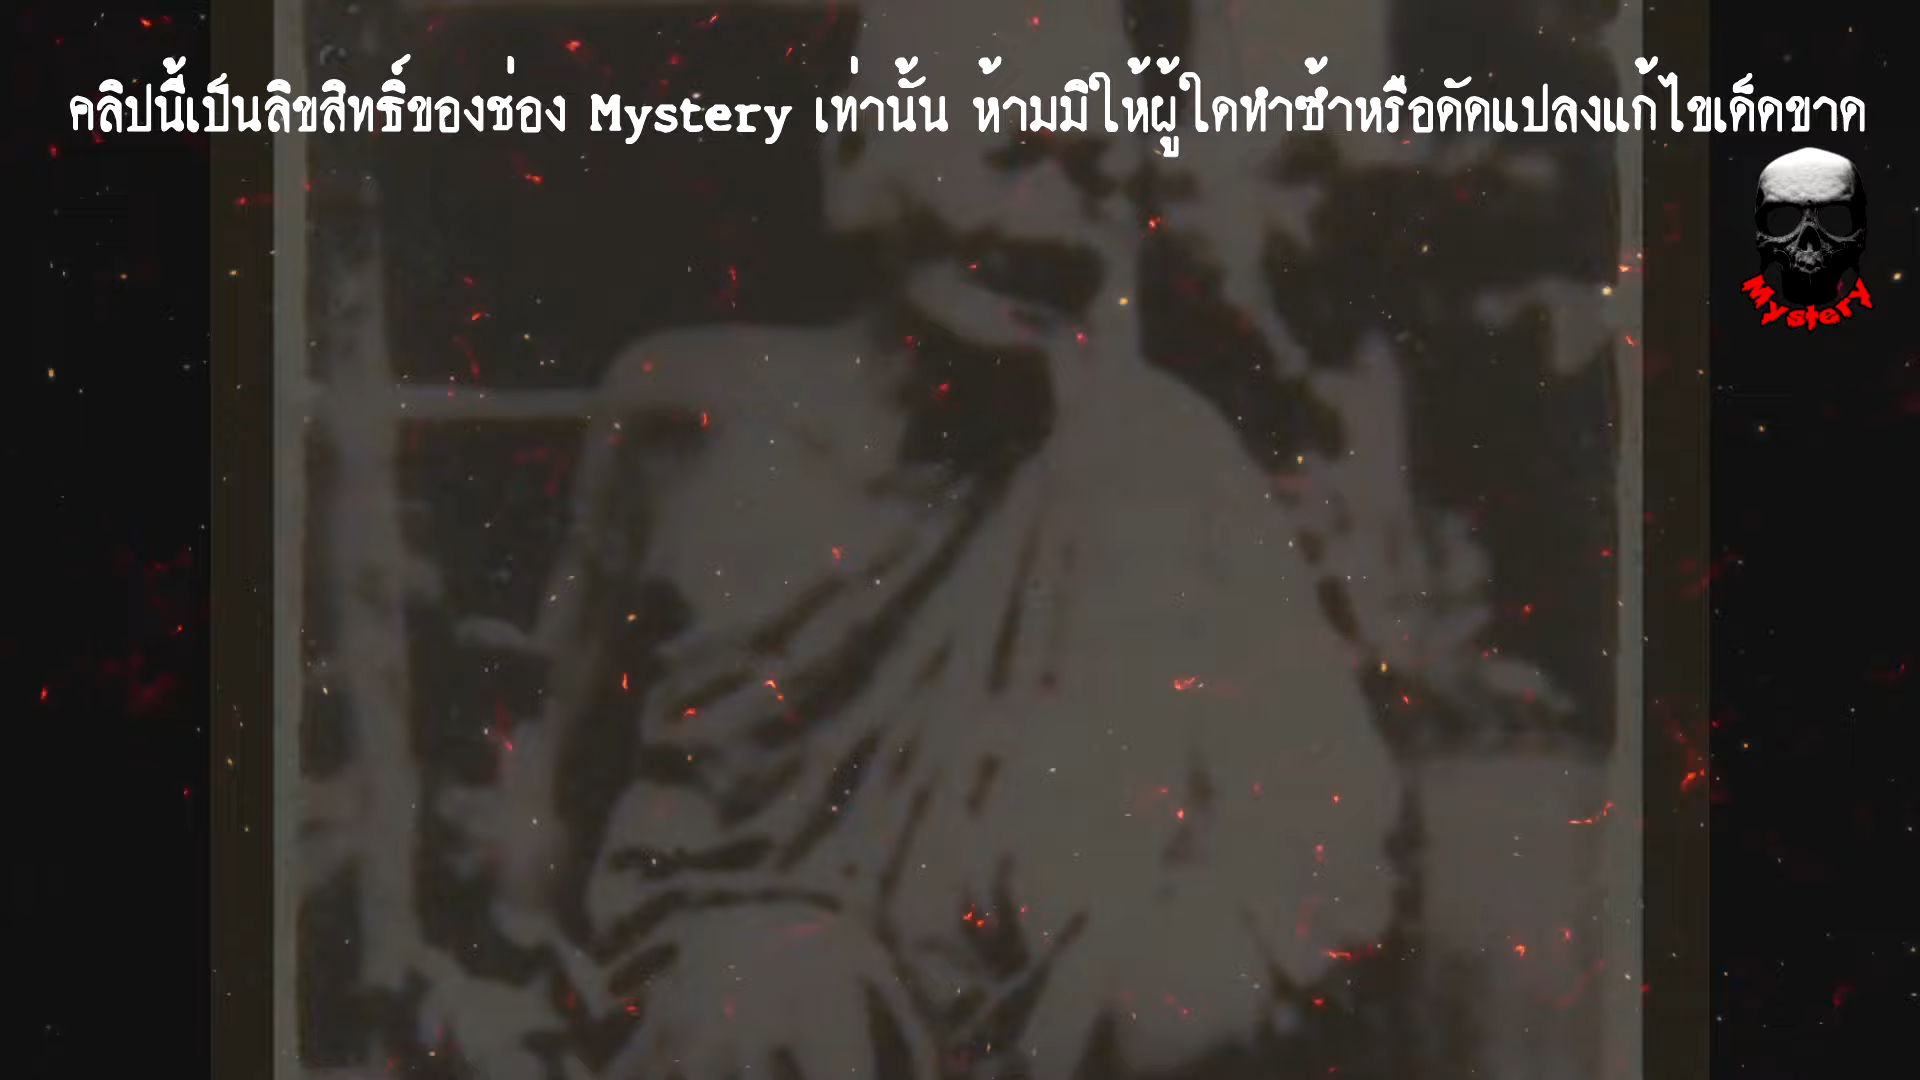 คลิปนี้เป็นลิขสิทธิ์ของช่อง Mystery เท่านั้น ห้ามมิให้ผู้ใดทำซ้ำหรือดัดแปลงแก้ไขเด็ดขาด
Mystery